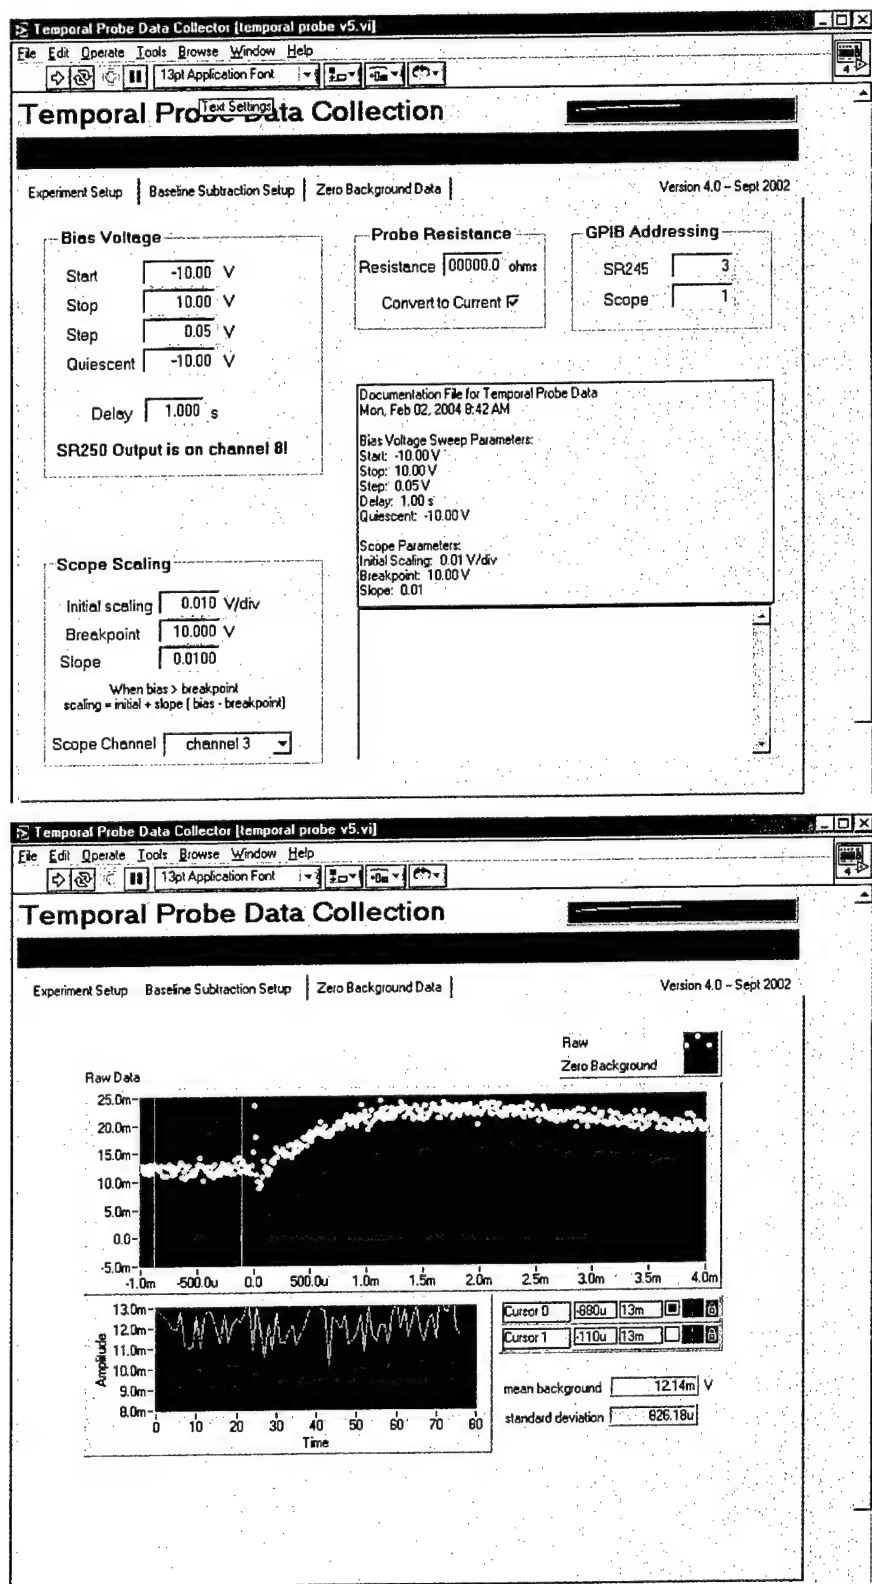 Temporal Probe Data Collector [temporal probe v5.vi]
File Edit Operate Tools Browse Window Help
13pt Application Font
4
Text Settings
Temporal Probe Data Collection
Experiment Setup Baseline Subtraction Setup Zero Background Data
Version 4.0 – Sept 2002
Bias Voltage
Start -10.00 V
Stop 10.00 V
Step 0.05 V
Quiescent -10.00 V
Delay 1.000 s
SR250 Output is on channel 8!
Probe Resistance
Resistance 00000.0 ohms
Convert to Current
GPIB Addressing
SR245 3
Scope 1
Documentation File for Temporal Probe Data
Mon, Feb 02, 2004 8:42 AM
Bias Voltage Sweep Parameters:
Start: -10.00 V
Stop: 10.00 V
Step: 0.05 V
Delay: 1.00 s
Quiescent: -10.00 V
Scope Parameters:
Initial Scaling: 0.01 V/div
Breakpoint: 10.00 V
Slope: 0.01
Scope Scaling
Initial scaling 0.010 V/div
Breakpoint 10.000 V
Slope 0.0100
When bias > breakpoint
scaling = initial + slope ( bias - breakpoint)
Scope Channel channel 3
Temporal Probe Data Collector [temporal probe v5.vi]
File Edit Operate Tools Browse Window Help
13pt Application Font
4
Temporal Probe Data Collection
Experiment Setup Baseline Subtraction Setup Zero Background Data
Version 4.0 – Sept 2002
Raw
Zero Background
Raw Data
25.0m
20.0m
15.0m
10.0m
5.0m
0.0
-5.0m
-1.0m -500.0u 0.0 500.0u 1.0m 1.5m 2.0m 2.5m 3.0m 3.5m 4.0m
Cursor 0 -880u 13m
Cursor 1 -110u 13m
mean background 12.14m V
standard deviation 826.18u
Amplitude
13.0m
12.0m
11.0m
10.0m
9.0m
8.0m
0 10 20 30 40 50 60 70 80
Time